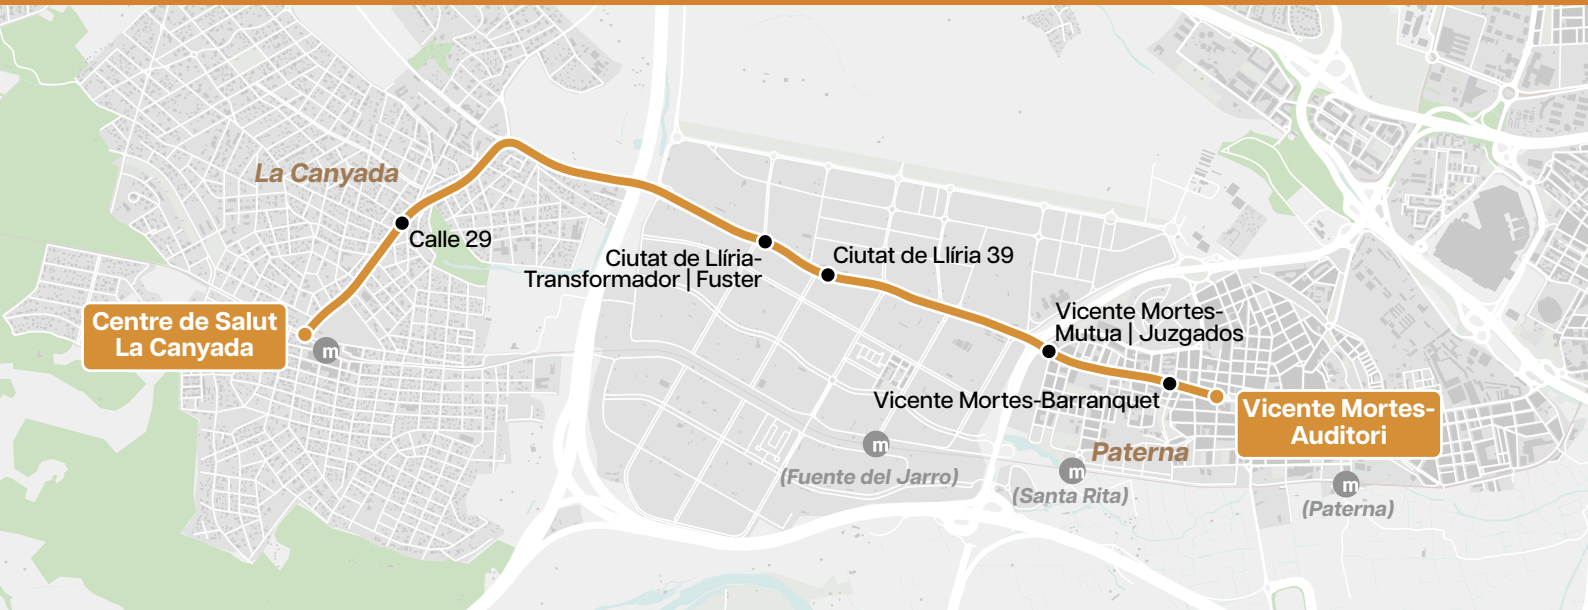 La Canyada
Calle 29
Centre de Salut
La Canyada
m
Ciutat de Llíria-
Transformador | Fuster
Ciutat de Llíria 39
Vicente Mortes-
Mutua | Juzgados
Vicente Mortes-Barranquet
Vicente Mortes-
Auditori
Paterna
m
(Fuente del Jarro)
m
(Santa Rita)
m
(Paterna)